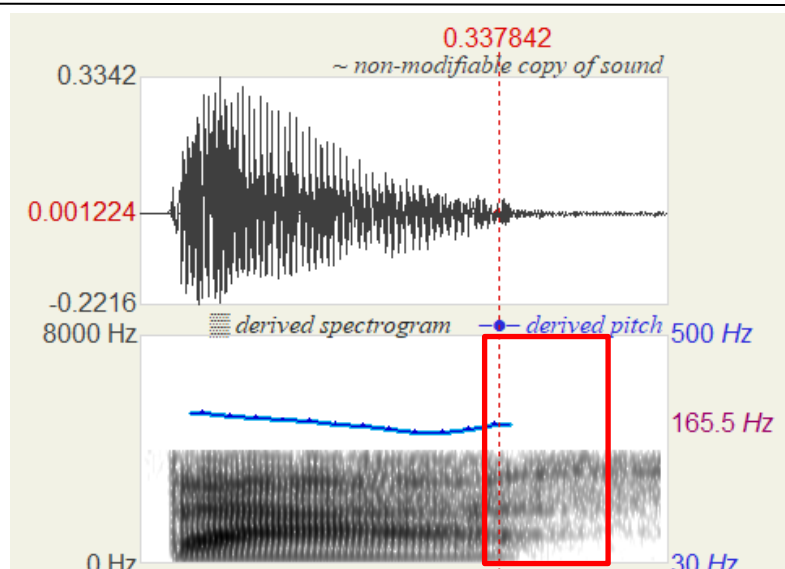 0.337842
0.3342 ~ non-modifiable copy of sound
0.001224
-0.2216
8000 Hz derived spectrogram derived pitch 500 Hz
165.5 Hz
0 Hz 30 Hz